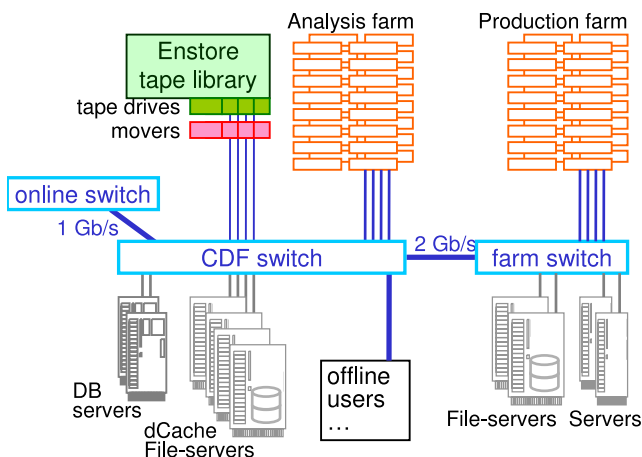 Analysis farm
Production farm
Enstore
tape library
tape drives
movers
online switch
1 Gb/s
CDF switch
2 Gb/s
farm switch
DB
servers
dCache
File-servers
offline
users
...
File-servers
Servers